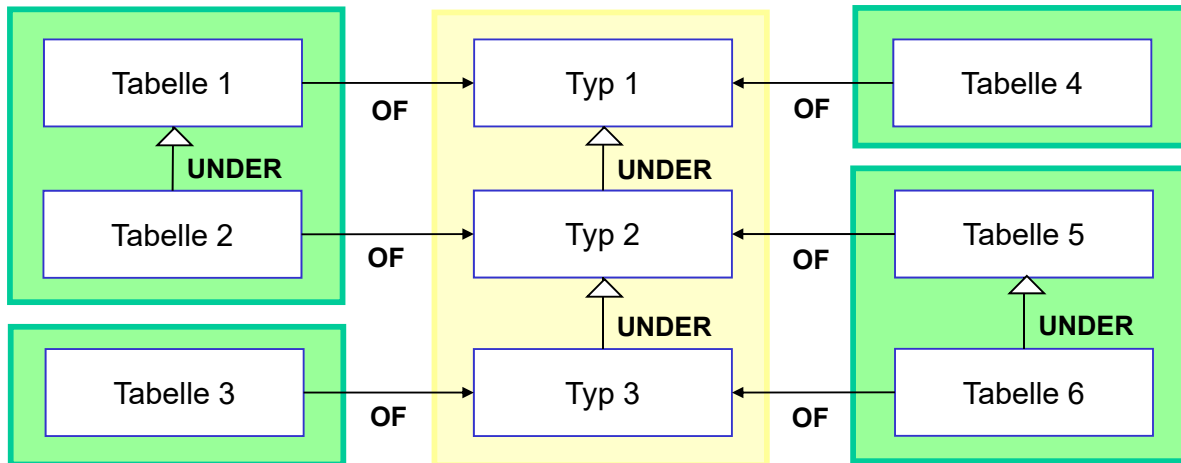 Tabelle 1
OF
Typ 1
OF
Tabelle 4
UNDER
UNDER
Tabelle 2
OF
Typ 2
OF
Tabelle 5
UNDER
UNDER
Tabelle 3
OF
Typ 3
OF
Tabelle 6